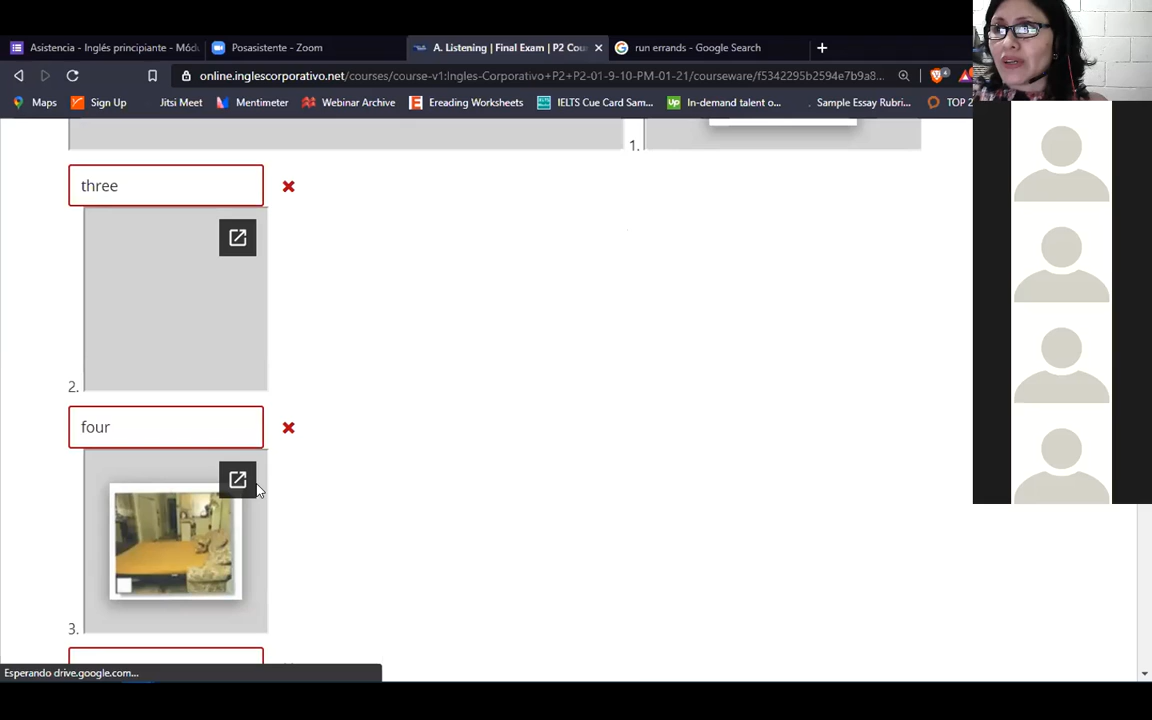 Asistencia - Inglés principiante - Módu
Posasistente - Zoom
A. Listening | Final Exam | P2 Cou
run errands - Google Search
online.inglescorporativo.net/courses/course-v1:Ingles-Corporativo+P2+P2-01-9-10-PM-01-21/courseware/f5342295b2594e7b9a8...
4
Maps
Sign Up
Jitsi Meet
Mentimeter
Webinar Archive
Ereading Worksheets
IELTS Cue Card Sam...
In-demand talent o...
Sample Essay Rubri...
TOP 2
1.
three
2.
four
3.
Esperando drive.google.com...